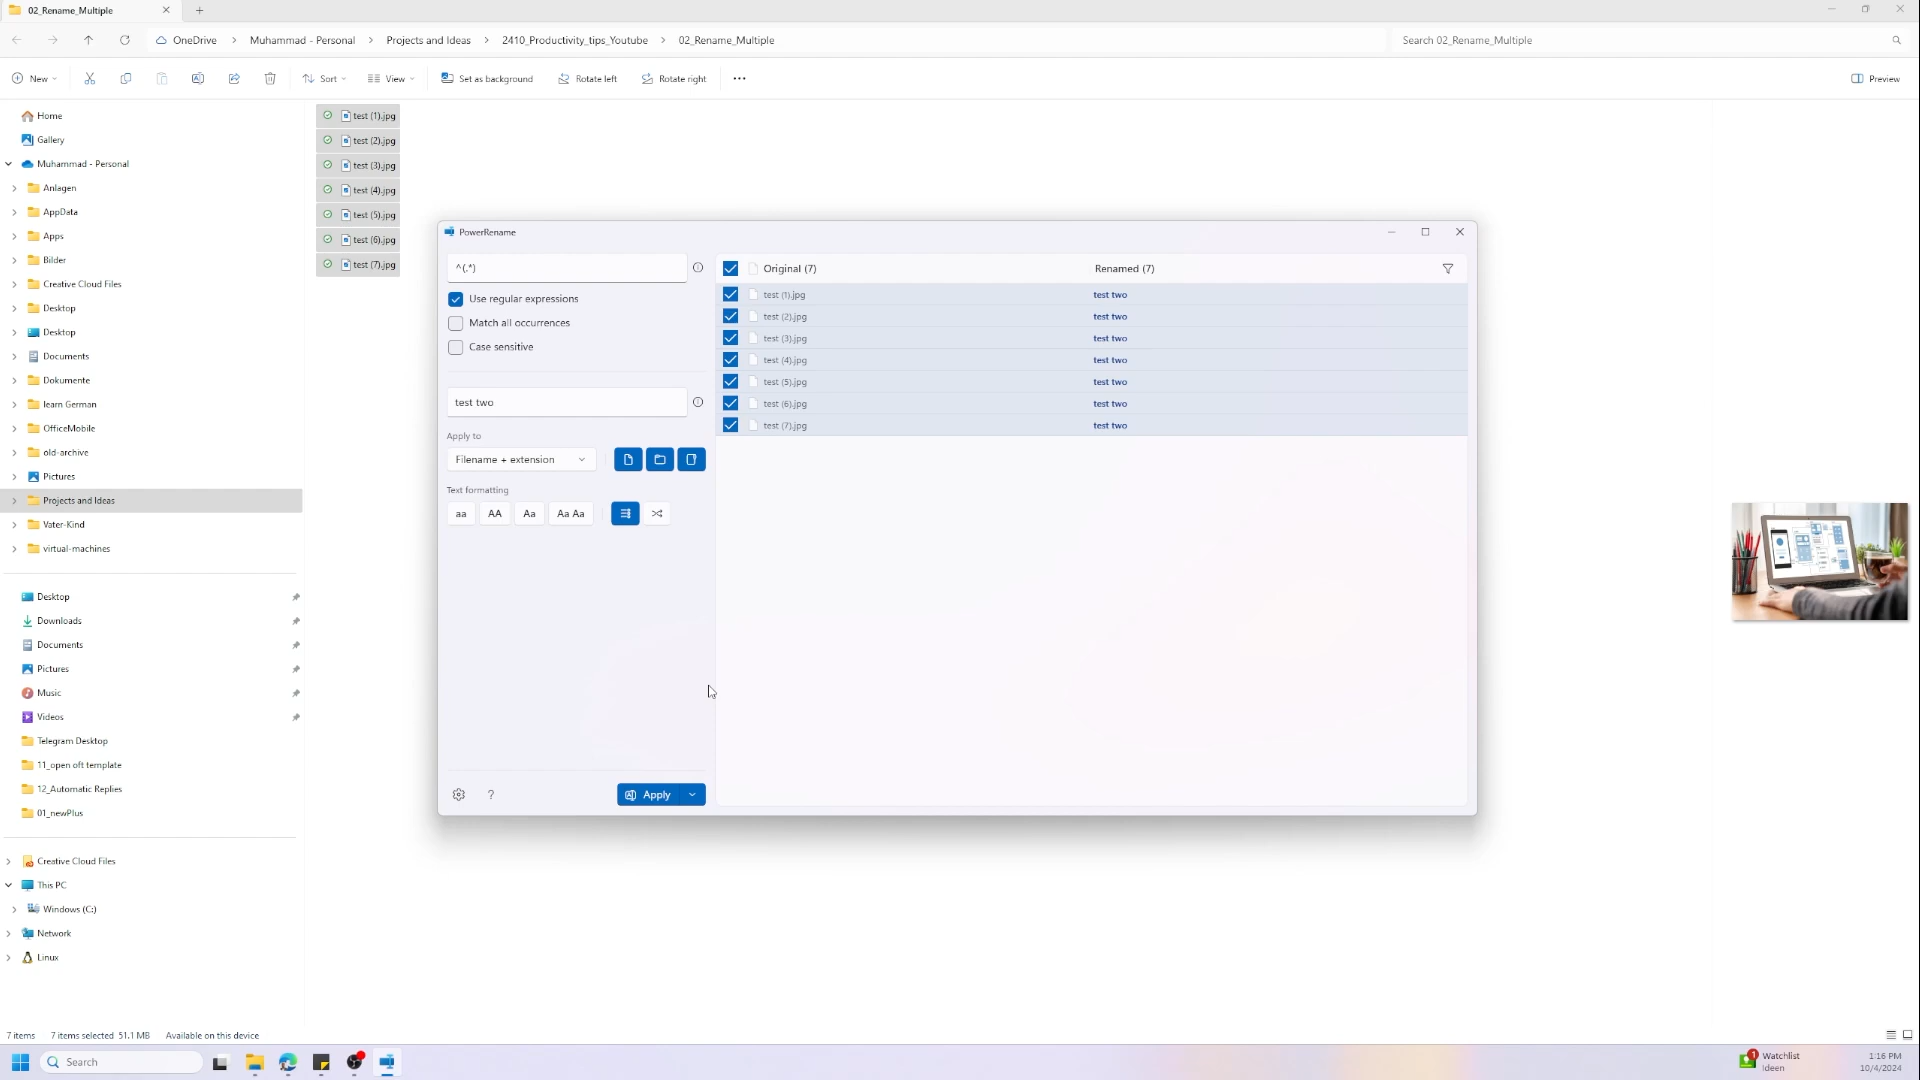 02_Rename_Multiple
OneDrive > Muhammad - Personal > Projects and Ideas > 2410_Productivity_tips_Youtube > 02_Rename_Multiple
Search 02_Rename_Multiple
New
Sort
View
Set as background
Rotate left
Rotate right
Preview
Home
Gallery
Muhammad - Personal
Anlagen
AppData
Apps
Bilder
Creative Cloud Files
Desktop
Desktop
Documents
Dokumente
learn German
OfficeMobile
old-archive
Pictures
Projects and Ideas
Vater-Kind
virtual-machines
Desktop
Downloads
Documents
Pictures
Music
Videos
Telegram Desktop
11_open oft template
12_Automatic Replies
01_newPlus
Creative Cloud Files
This PC
Windows (C:)
Network
Linux
test (1).jpg
test (2).jpg
test (3).jpg
test (4).jpg
test (5).jpg
test (6).jpg
test (7).jpg
PowerRename
^(.*)
Use regular expressions
Match all occurrences
Case sensitive
test two
Apply to
Filename + extension
Text formatting
aa AA Aa Aa Aa
? Apply
Original (7) Renamed (7)
test (1).jpg test two
test (2).jpg test two
test (3).jpg test two
test (4).jpg test two
test (5).jpg test two
test (6).jpg test two
test (7).jpg test two
7 items 7 items selected 51.1 MB Available on this device
Search
1
Watchlist
Ideen
1:16 PM
10/4/2024